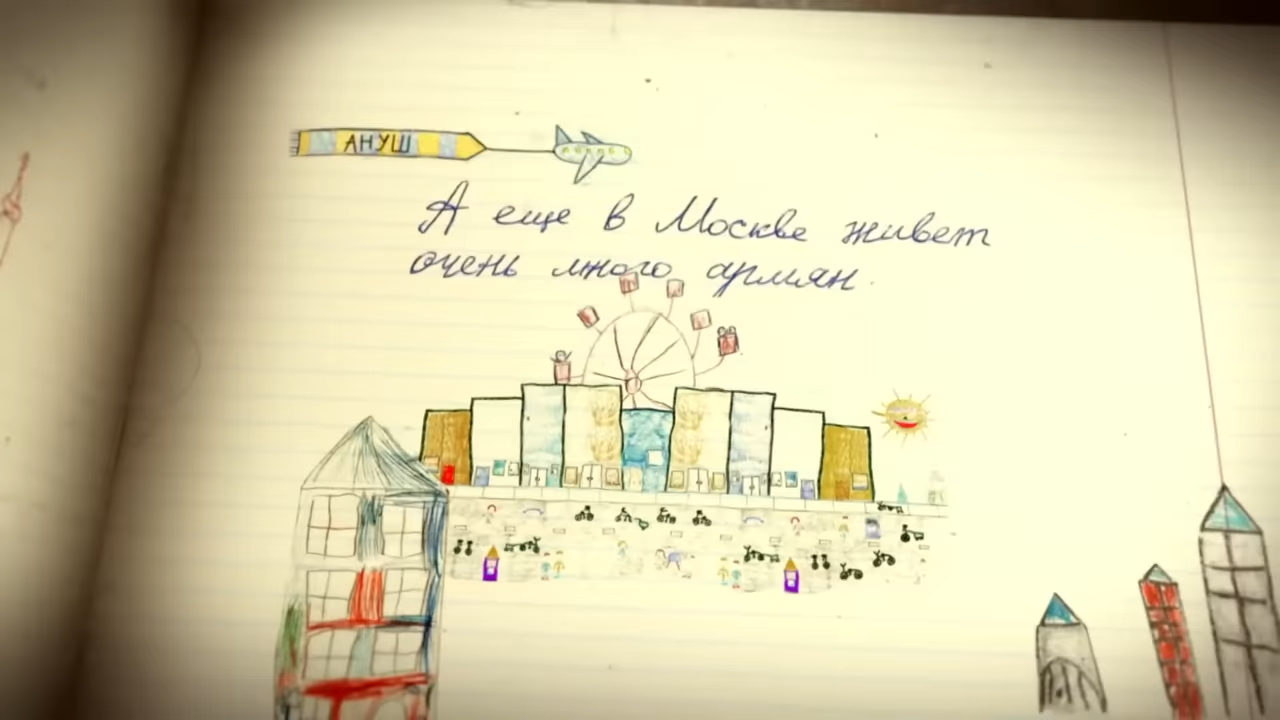 АНУШ
А еще в Москве живет
очень много армян.